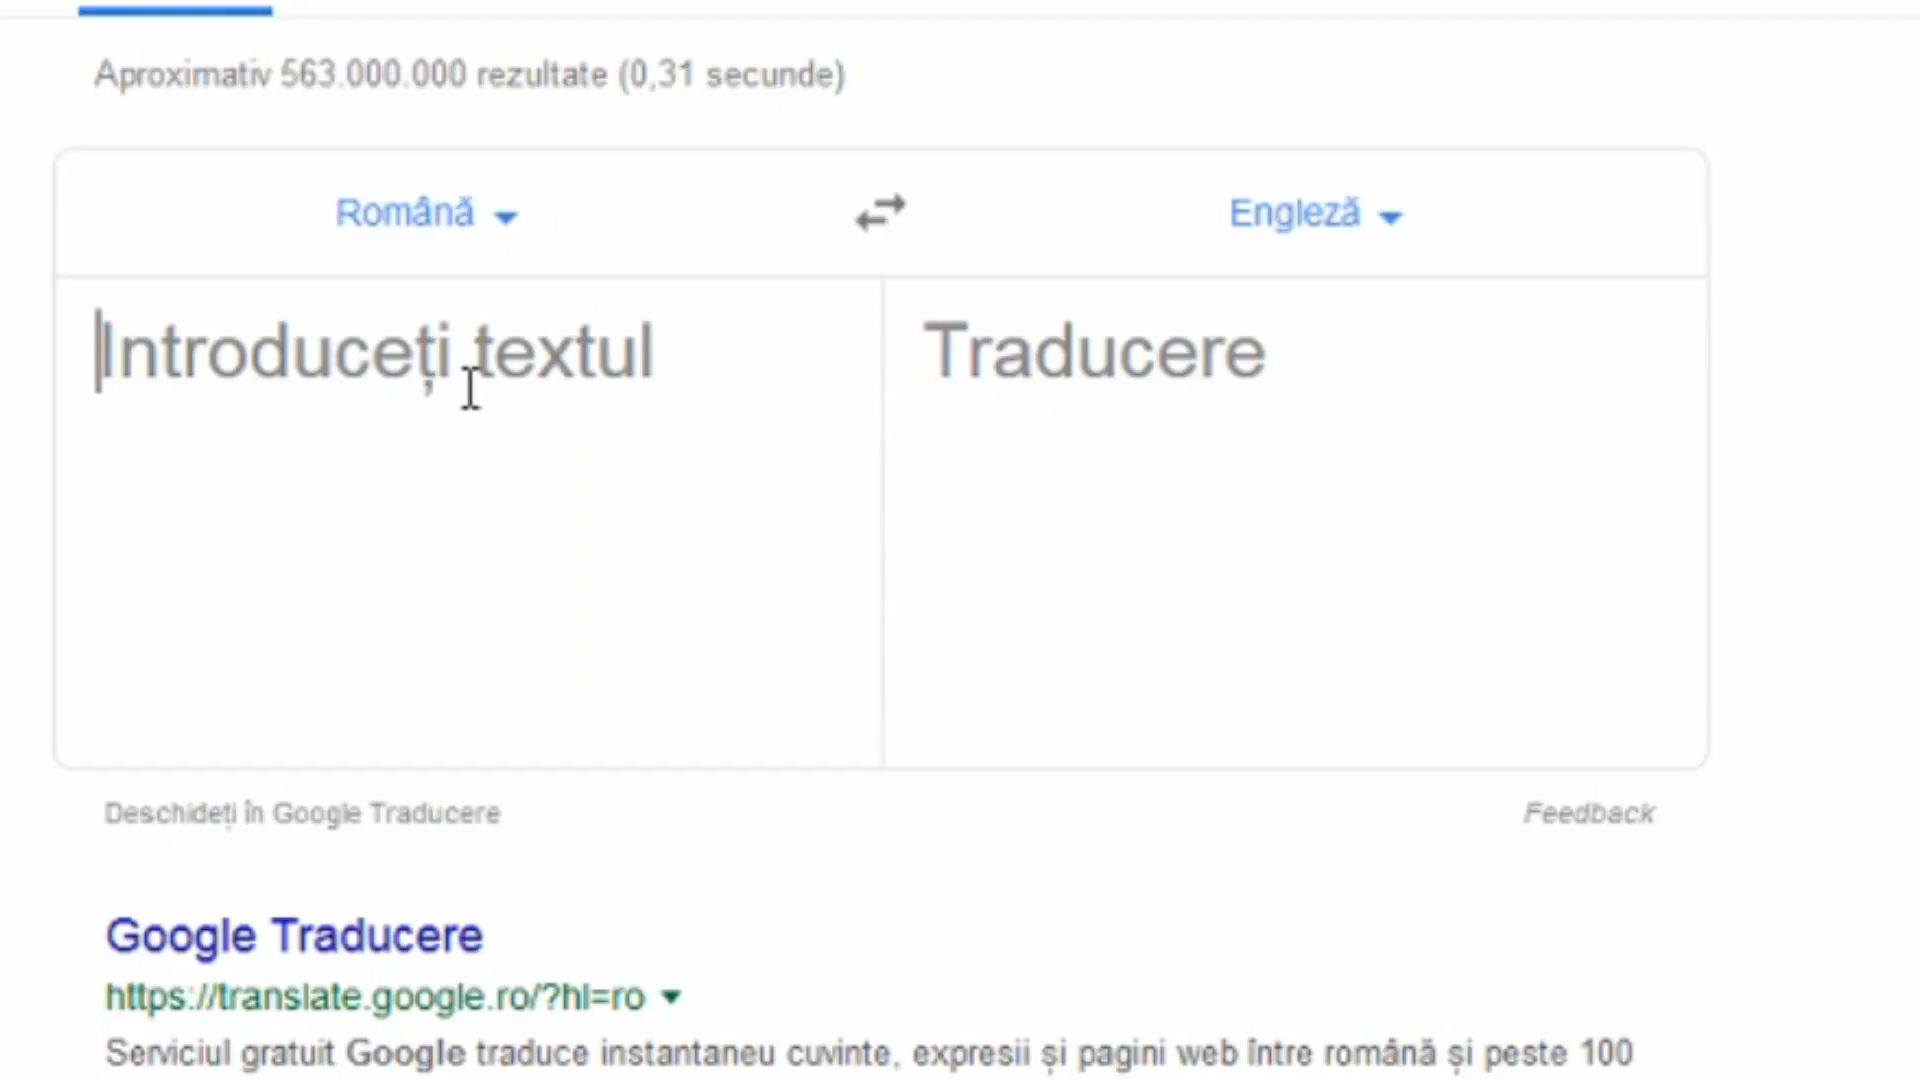 Aproximativ 563.000.000 rezultate (0,31 secunde)
Română Engleză
Introduceți textul Traducere
Deschideți în Google Traducere Feedback
Google Traducere
https://translate.google.ro/?hl=ro
Serviciul gratuit Google traduce instantaneu cuvinte, expresii și pagini web între română și peste 100